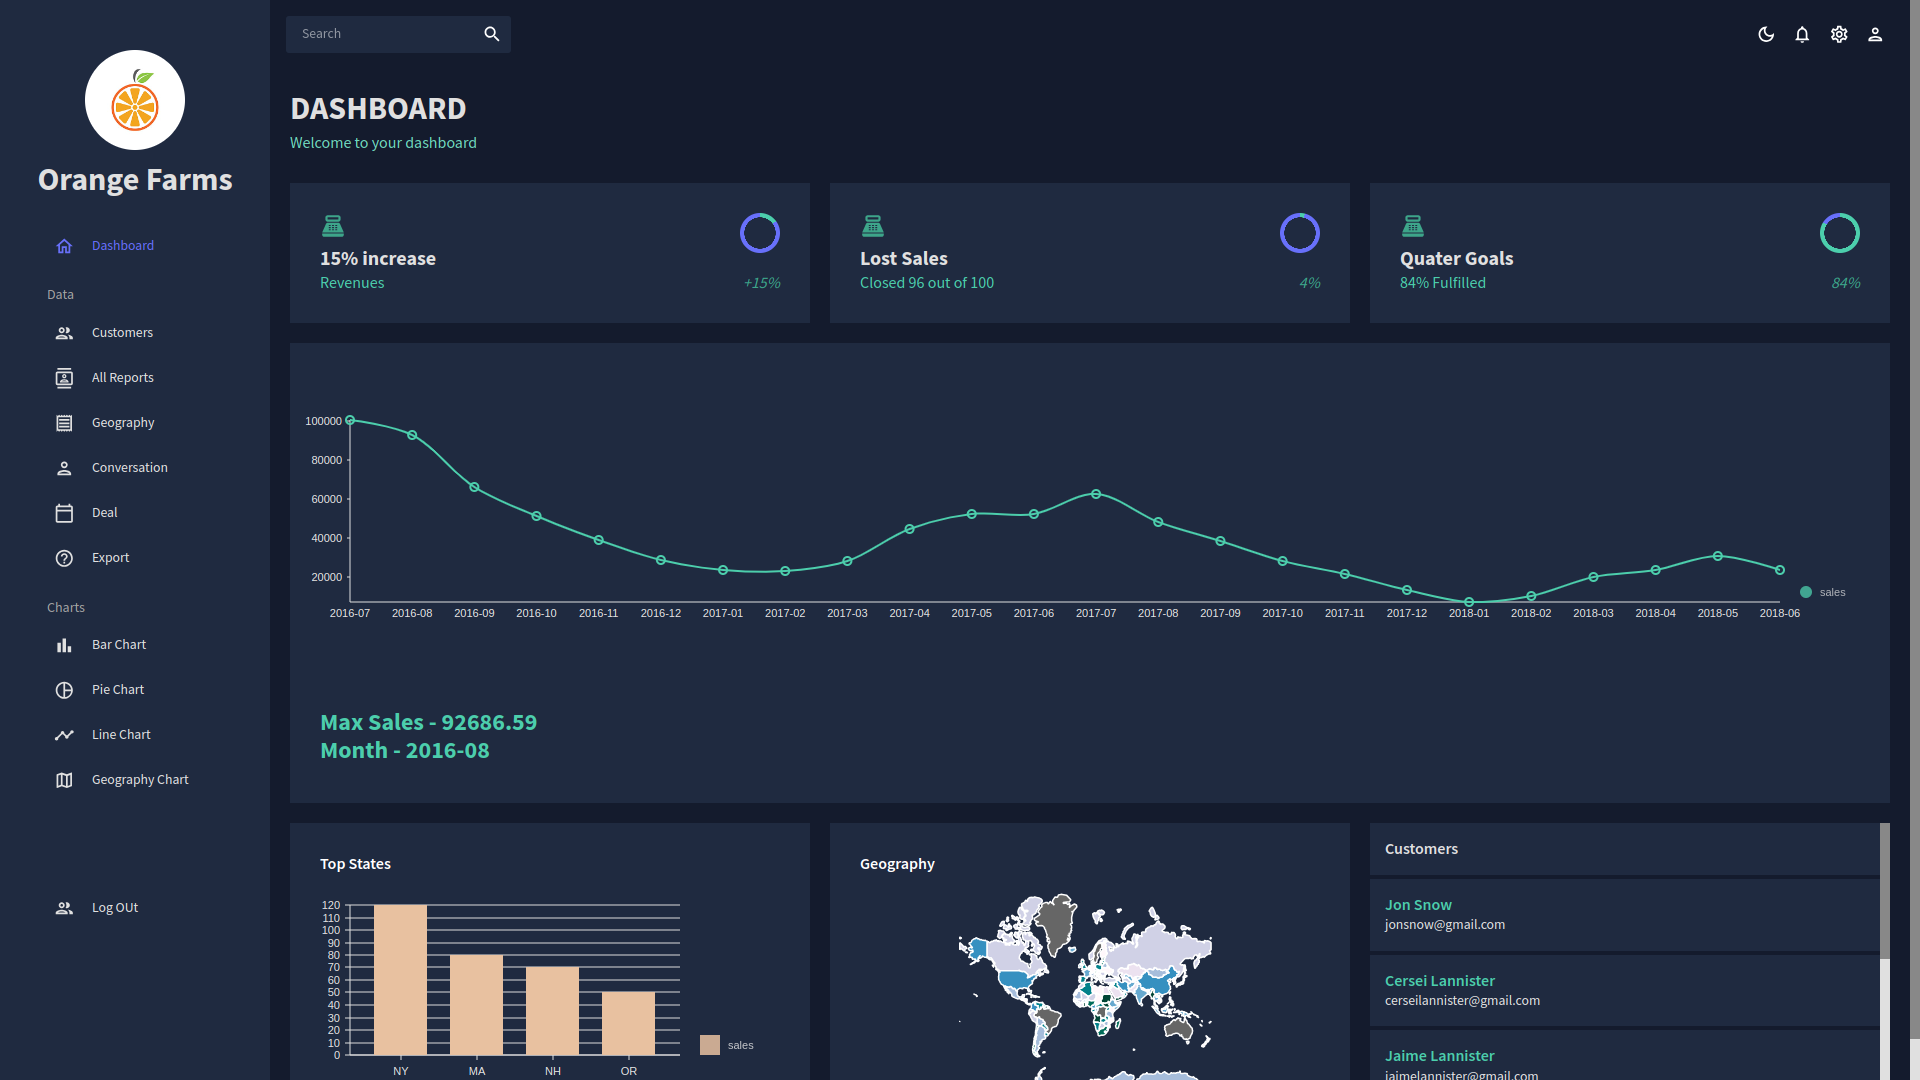 Orange Farms
Dashboard
Data
Customers
All Reports
Geography
Conversation
Deal
Export
Charts
Bar Chart
Pie Chart
Line Chart
Geography Chart
Log OUt
Search
DASHBOARD
Welcome to your dashboard
15% increase
Revenues
+15%
Lost Sales
Closed 96 out of 100
4%
Quater Goals
84% Fulfilled
84%
100000
80000
60000
40000
20000
2016-07 2016-08 2016-09 2016-10 2016-11 2016-12 2017-01 2017-02 2017-03 2017-04 2017-05 2017-06 2017-07 2017-08 2017-09 2017-10 2017-11 2017-12 2018-01 2018-02 2018-03 2018-04 2018-05 2018-06
sales
Max Sales - 92686.59
Month - 2016-08
Top States
120
110
100
90
80
70
60
50
40
30
20
10
0
NY MA NH OR
sales
Geography
Customers
Jon Snow
jonsnow@gmail.com
Cersei Lannister
cerseilannister@gmail.com
Jaime Lannister
jaimelannister@gmail.com